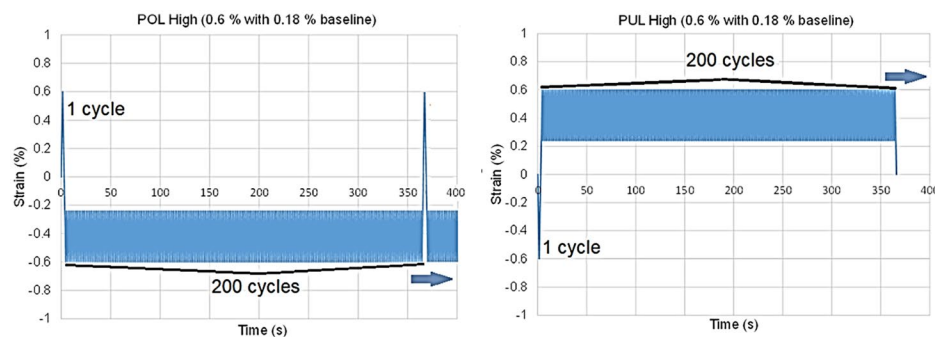 POL High (0.6 % with 0.18 % baseline)
1
0.8
0.6
0.4
0.2
0
-0.2
-0.4
-0.6
-0.8
-1
Strain (%)
1 cycle
0 50 100 150 200 250 300 350 400
200 cycles
Time (s)
PUL High (0.6 % with 0.18 % baseline)
1
0.8
0.6
0.4
0.2
0
-0.2
-0.4
-0.6
-0.8
-1
Strain (%)
200 cycles
0 50 100 150 200 250 300 350 400
1 cycle
Time (s)